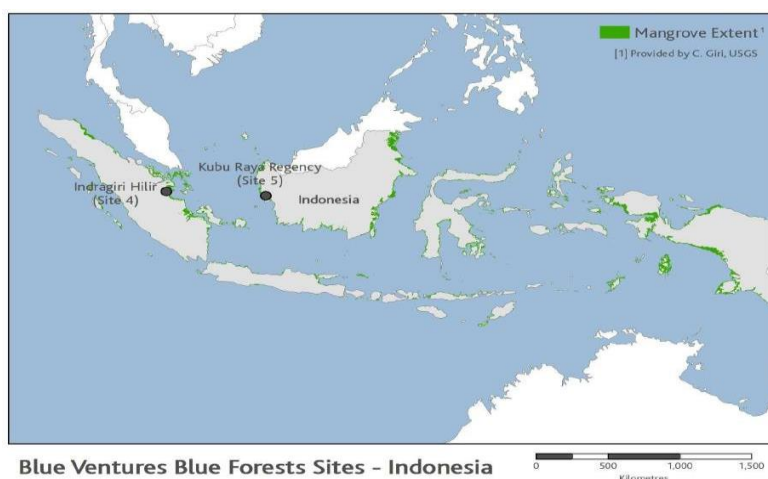 Mangrove Extent¹
[1] Provided by C. Giri, USGS
Kubu Raya Regency
(Site 5)
Indragiri Hilir
(Site 4)
Indonesia
Blue Ventures Blue Forests Sites - Indonesia
0 500 1,000 1,500
Kilometres